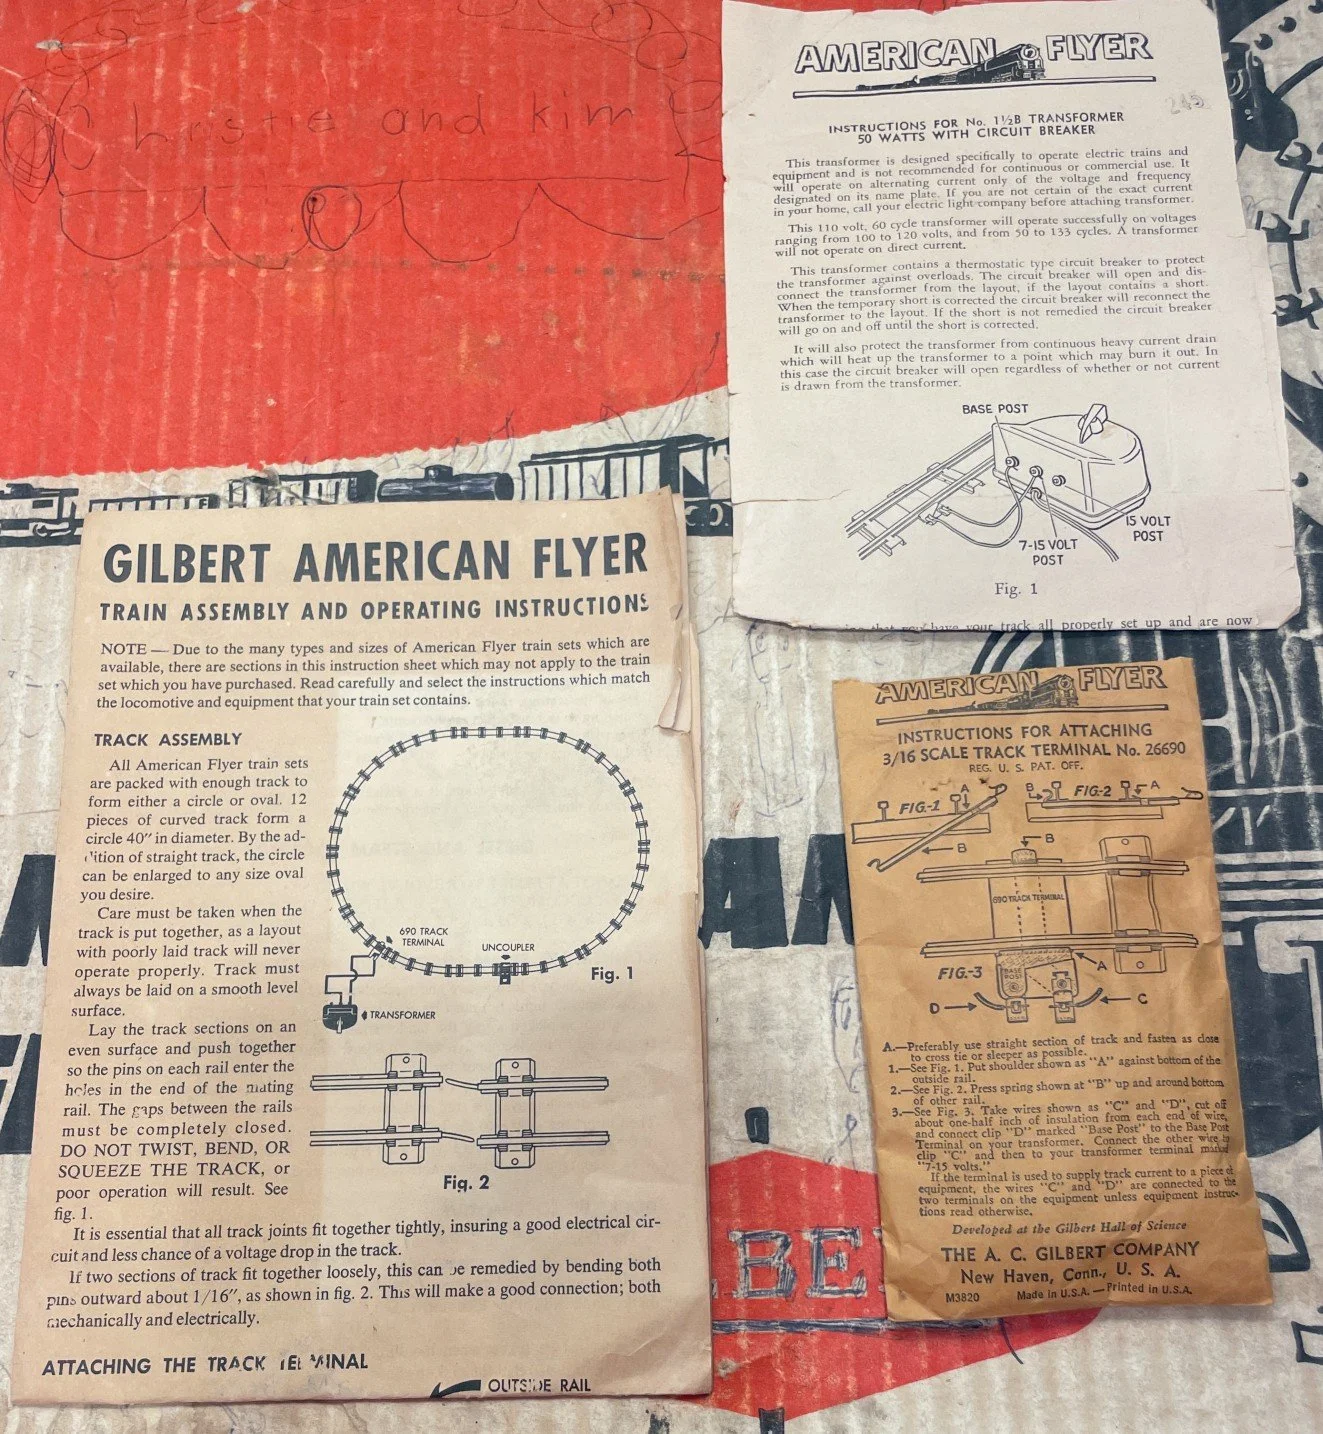 Christie and kim
AMERICAN FLYER
INSTRUCTIONS FOR No. 1½B TRANSFORMER
50 WATTS WITH CIRCUIT BREAKER
This transformer is designed specifically to operate electric trains and
equipment and is not recommended for continuous or commercial use. It
will operate on alternating current only of the voltage and frequency
designated on its name plate. If you are not certain of the exact current
in your home, call your electric light company before attaching transformer.
This 110 volt, 60 cycle transformer will operate successfully on voltages
ranging from 100 to 120 volts, and from 50 to 133 cycles. A transformer
will not operate on direct current.
This transformer contains a thermostatic type circuit breaker to protect
the transformer against overloads. The circuit breaker will open and dis-
connect the transformer from the layout, if the layout contains a short.
When the temporary short is corrected the circuit breaker will reconnect the
transformer to the layout. If the short is not remedied the circuit breaker
will go on and off until the short is corrected.
It will also protect the transformer from continuous heavy current drain
which will heat up the transformer to a point which may burn it out. In
this case the circuit breaker will open regardless of whether or not current
is drawn from the transformer.
BASE POST
15 VOLT
POST
7-15 VOLT
POST
Fig. 1
that you have your track all properly set up and are now
GILBERT AMERICAN FLYER
TRAIN ASSEMBLY AND OPERATING INSTRUCTIONS
NOTE — Due to the many types and sizes of American Flyer train sets which are
available, there are sections in this instruction sheet which may not apply to the train
set which you have purchased. Read carefully and select the instructions which match
the locomotive and equipment that your train set contains.
TRACK ASSEMBLY
All American Flyer train sets
are packed with enough track to
form either a circle or oval. 12
pieces of curved track form a
circle 40" in diameter. By the ad-
dition of straight track, the circle
can be enlarged to any size oval
you desire.
Care must be taken when the
track is put together, as a layout
with poorly laid track will never
operate properly. Track must
always be laid on a smooth level
surface.
Lay the track sections on an
even surface and push together
so the pins on each rail enter the
holes in the end of the mating
rail. The gaps between the rails
must be completely closed.
DO NOT TWIST, BEND, OR
SQUEEZE THE TRACK, or
poor operation will result. See
fig. 1.
690 TRACK
TERMINAL
UNCOUPLER
Fig. 1
TRANSFORMER
Fig. 2
It is essential that all track joints fit together tightly, insuring a good electrical cir-
cuit and less chance of a voltage drop in the track.
If two sections of track fit together loosely, this can be remedied by bending both
pins outward about 1/16", as shown in fig. 2. This will make a good connection; both
mechanically and electrically.
ATTACHING THE TRACK TERMINAL
OUTSIDE RAIL
AMERICAN FLYER
INSTRUCTIONS FOR ATTACHING
3/16 SCALE TRACK TERMINAL No. 26690
REG. U. S. PAT. OFF.
FIG-1 A B
B FIG-2 A
B
690 TRACK TERMINAL
FIG-3
BASE
POST
A
D
C
A.—Preferably use straight section of track and fasten as close
to cross tie or sleeper as possible.
1.—See Fig. 1. Put shoulder shown as "A" against bottom of the
outside rail.
2.—See Fig. 2. Press spring shown at "B" up and around bottom
of other rail.
3.—See Fig. 3. Take wires shown as "C" and "D", cut off
about one-half inch of insulation from each end of wire,
and connect clip "D" marked "Base Post" to the Base Post
Terminal on your transformer. Connect the other wire to
clip "C" and then to your transformer terminal marked
"7-15 volts."
If the terminal is used to supply track current to a piece of
equipment, the wires "C" and "D" are connected to the
two terminals on the equipment unless equipment instruc-
tions read otherwise.
Developed at the Gilbert Hall of Science
THE A. C. GILBERT COMPANY
New Haven, Conn., U. S. A.
M3820 Made in U.S.A.—Printed in U.S.A.
LBE